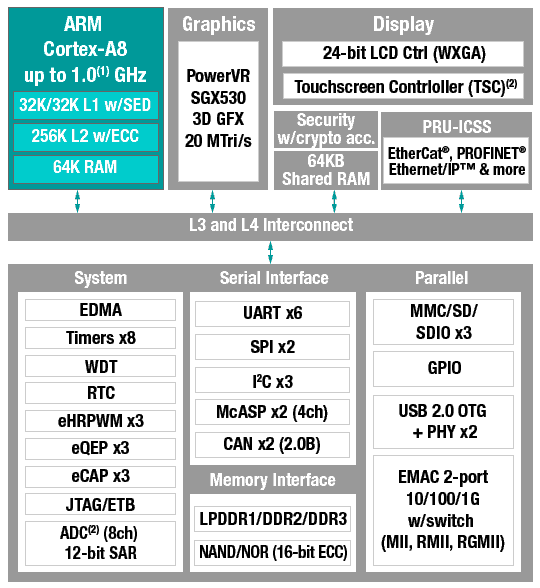 ARM
Cortex-A8
up to 1.0(1) GHz
32K/32K L1 w/SED
256K L2 w/ECC
64K RAM
Graphics
PowerVR
SGX530
3D GFX
20 MTri/s
Display
24-bit LCD Ctrl (WXGA)
Touchscreen Contrloller (TSC)(2)
Security
w/crypto acc.
64KB
Shared RAM
PRU-ICSS
EtherCat®, PROFINET®
Ethernet/IP™ & more
L3 and L4 Interconnect
System
EDMA
Timers x8
WDT
RTC
eHRPWM x3
eQEP x3
eCAP x3
JTAG/ETB
ADC(2) (8ch)
12-bit SAR
Serial Interface
UART x6
SPI x2
I²C x3
McASP x2 (4ch)
CAN x2 (2.0B)
Memory Interface
LPDDR1/DDR2/DDR3
NAND/NOR (16-bit ECC)
Parallel
MMC/SD/
SDIO x3
GPIO
USB 2.0 OTG
+ PHY x2
EMAC 2-port
10/100/1G
w/switch
(MII, RMII, RGMII)